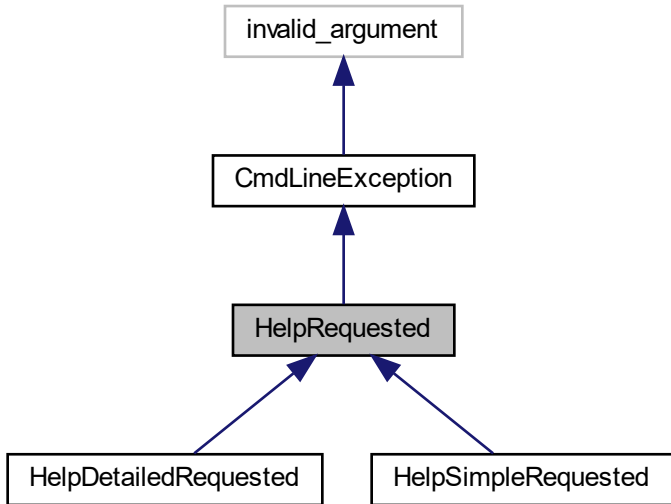 invalid_argument
CmdLineException
HelpRequested
HelpDetailedRequested
HelpSimpleRequested